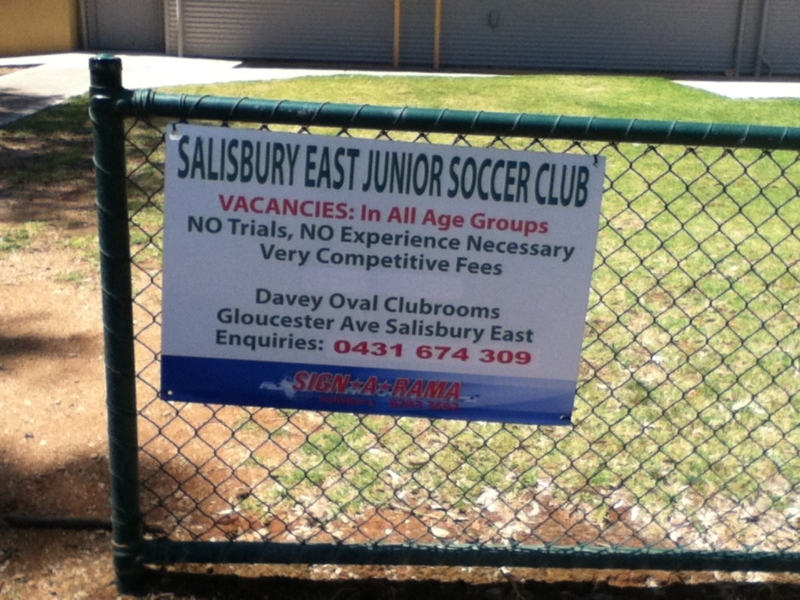 SALISBURY EAST JUNIOR SOCCER CLUB
VACANCIES: In All Age Groups
NO Trials, NO Experience Necessary
Very Competitive Fees
Davey Oval Clubrooms
Gloucester Ave Salisbury East
Enquiries: 0431 674 309
SIGN★A★RAMA